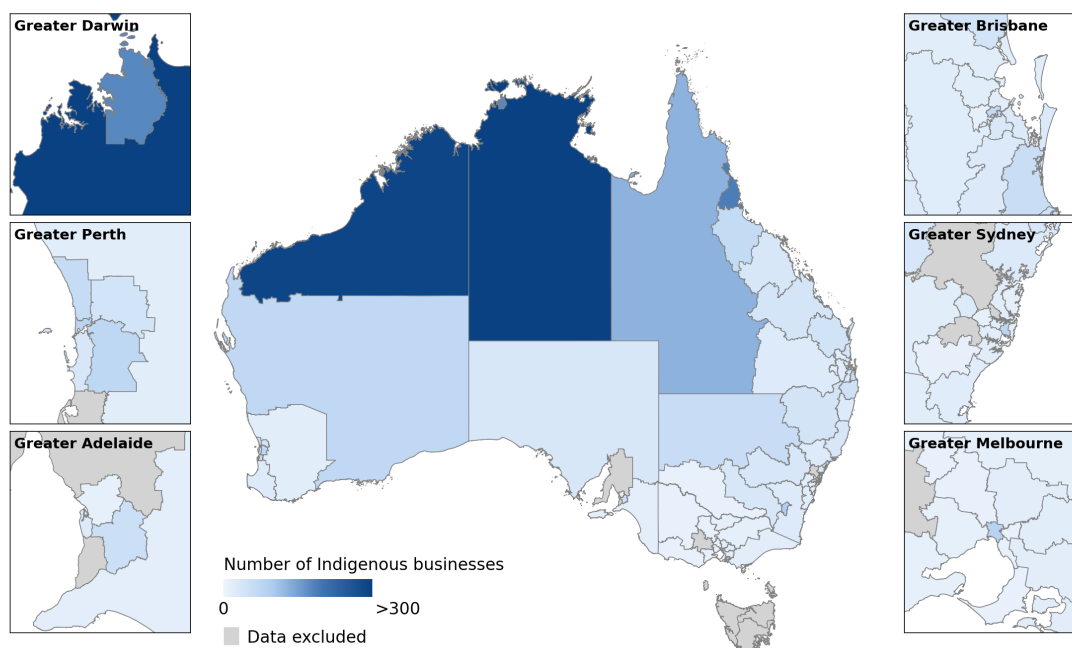 Greater Darwin
Greater Brisbane
Greater Perth
Greater Sydney
Greater Adelaide
Greater Melbourne
Number of Indigenous businesses
0 >300
Data excluded